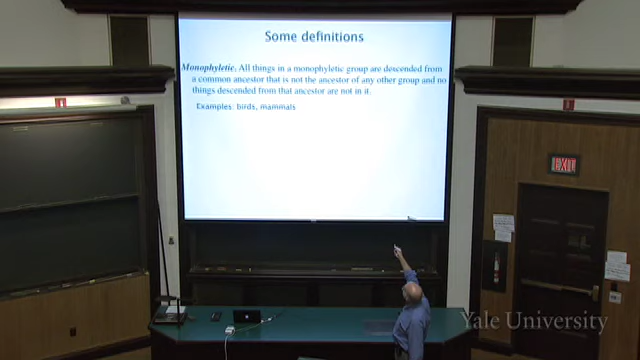 Some definitions
Monophyletic. All things in a monophyletic group are descended from
a common ancestor that is not the ancestor of any other group and no
things descended from that ancestor are not in it.
Examples: birds, mammals
EXIT
Yale University